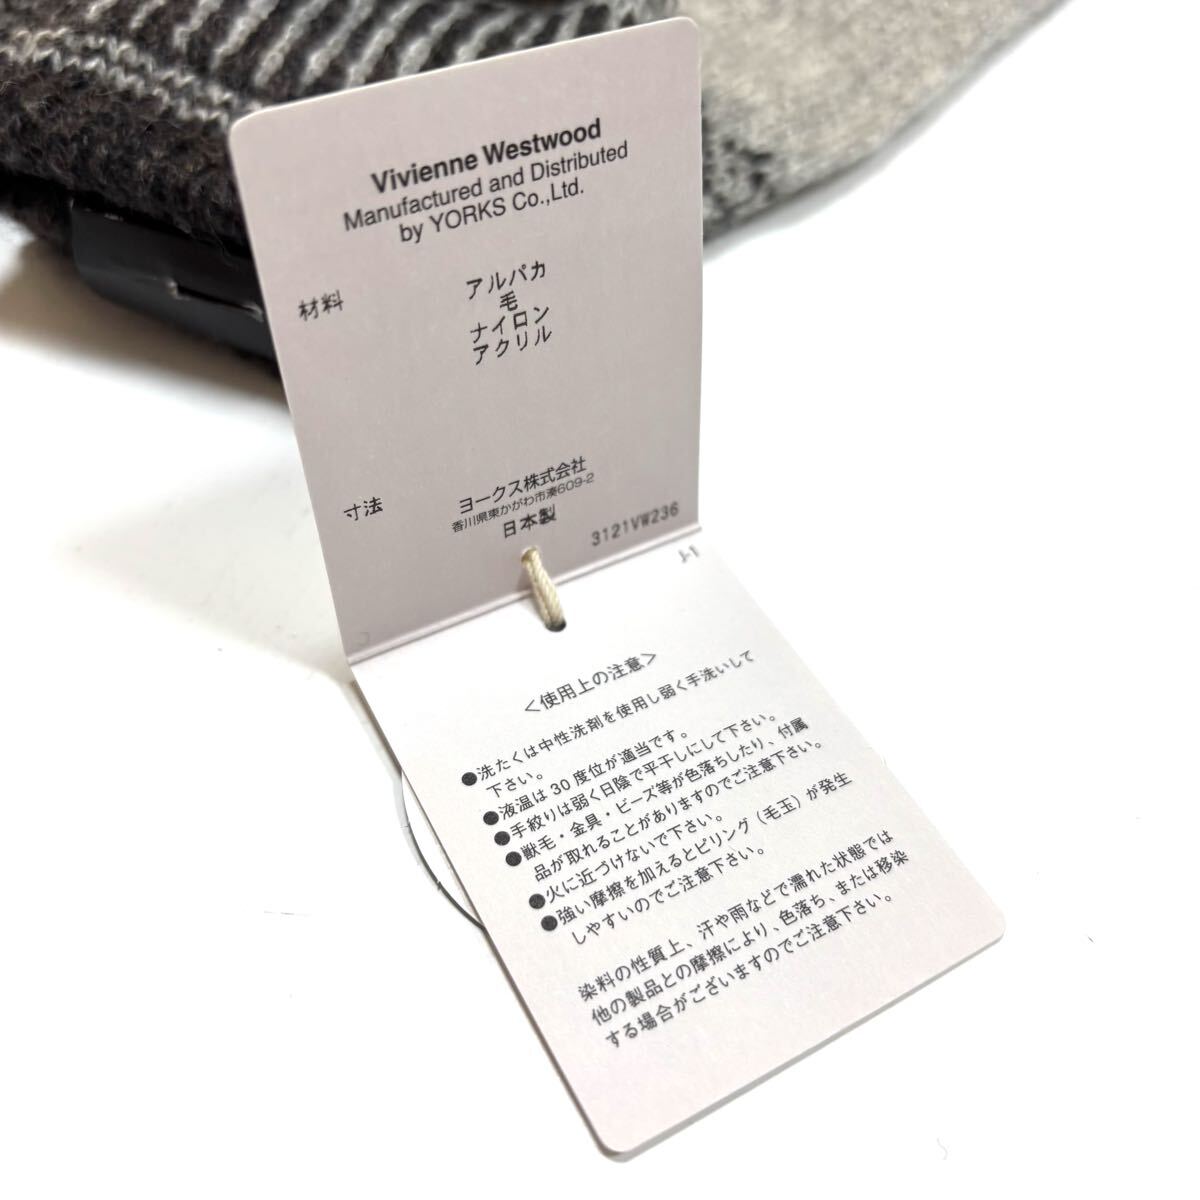 Vivienne Westwood
Manufactured and Distributed
by YORKS Co.,Ltd.
材料
アルパカ
毛
ナイロン
アクリル
寸法
ヨークス株式会社
香川県東かがわ市湊609-2
日本製
3121VW236
J-1
＜使用上の注意＞
●洗たくは中性洗剤を使用し弱く手洗いして
下さい。
●液温は30度位が適当です。
●手絞りは弱く日陰で平干しにして下さい。
●獣毛・金具・ビーズ等が色落ちしたり、付属
品が取れることがありますのでご注意下さい。
●火に近づけないで下さい。
●強い摩擦を加えるとピリング（毛玉）が発生
しやすいのでご注意下さい。
染料の性質上、汗や雨などで濡れた状態では
他の製品との摩擦により、色落ち、または移染
する場合がございますのでご注意下さい。